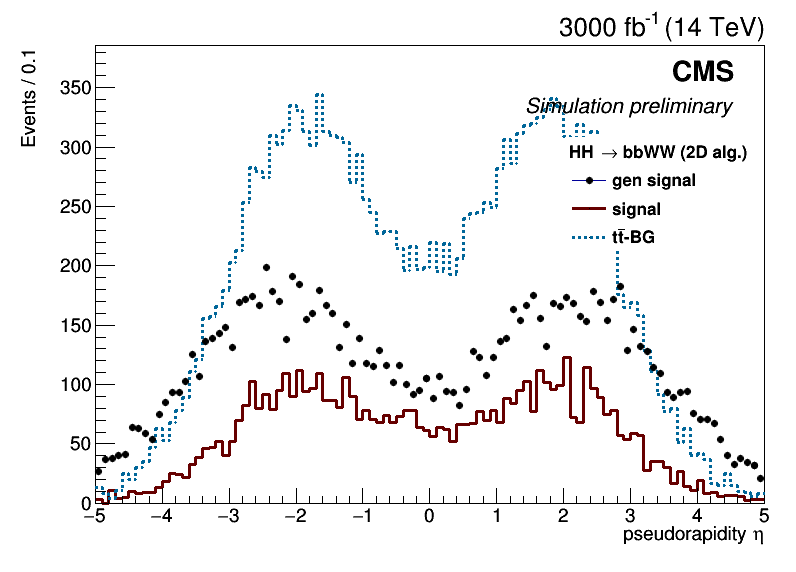 3000 fb⁻¹ (14 TeV)
CMS
Simulation preliminary
HH → bbWW (2D alg.)
gen signal
signal
tt̄-BG
Events / 0.1
350
300
250
200
150
100
50
0
−5 −4 −3 −2 −1 0 1 2 3 4 5
pseudorapidity η